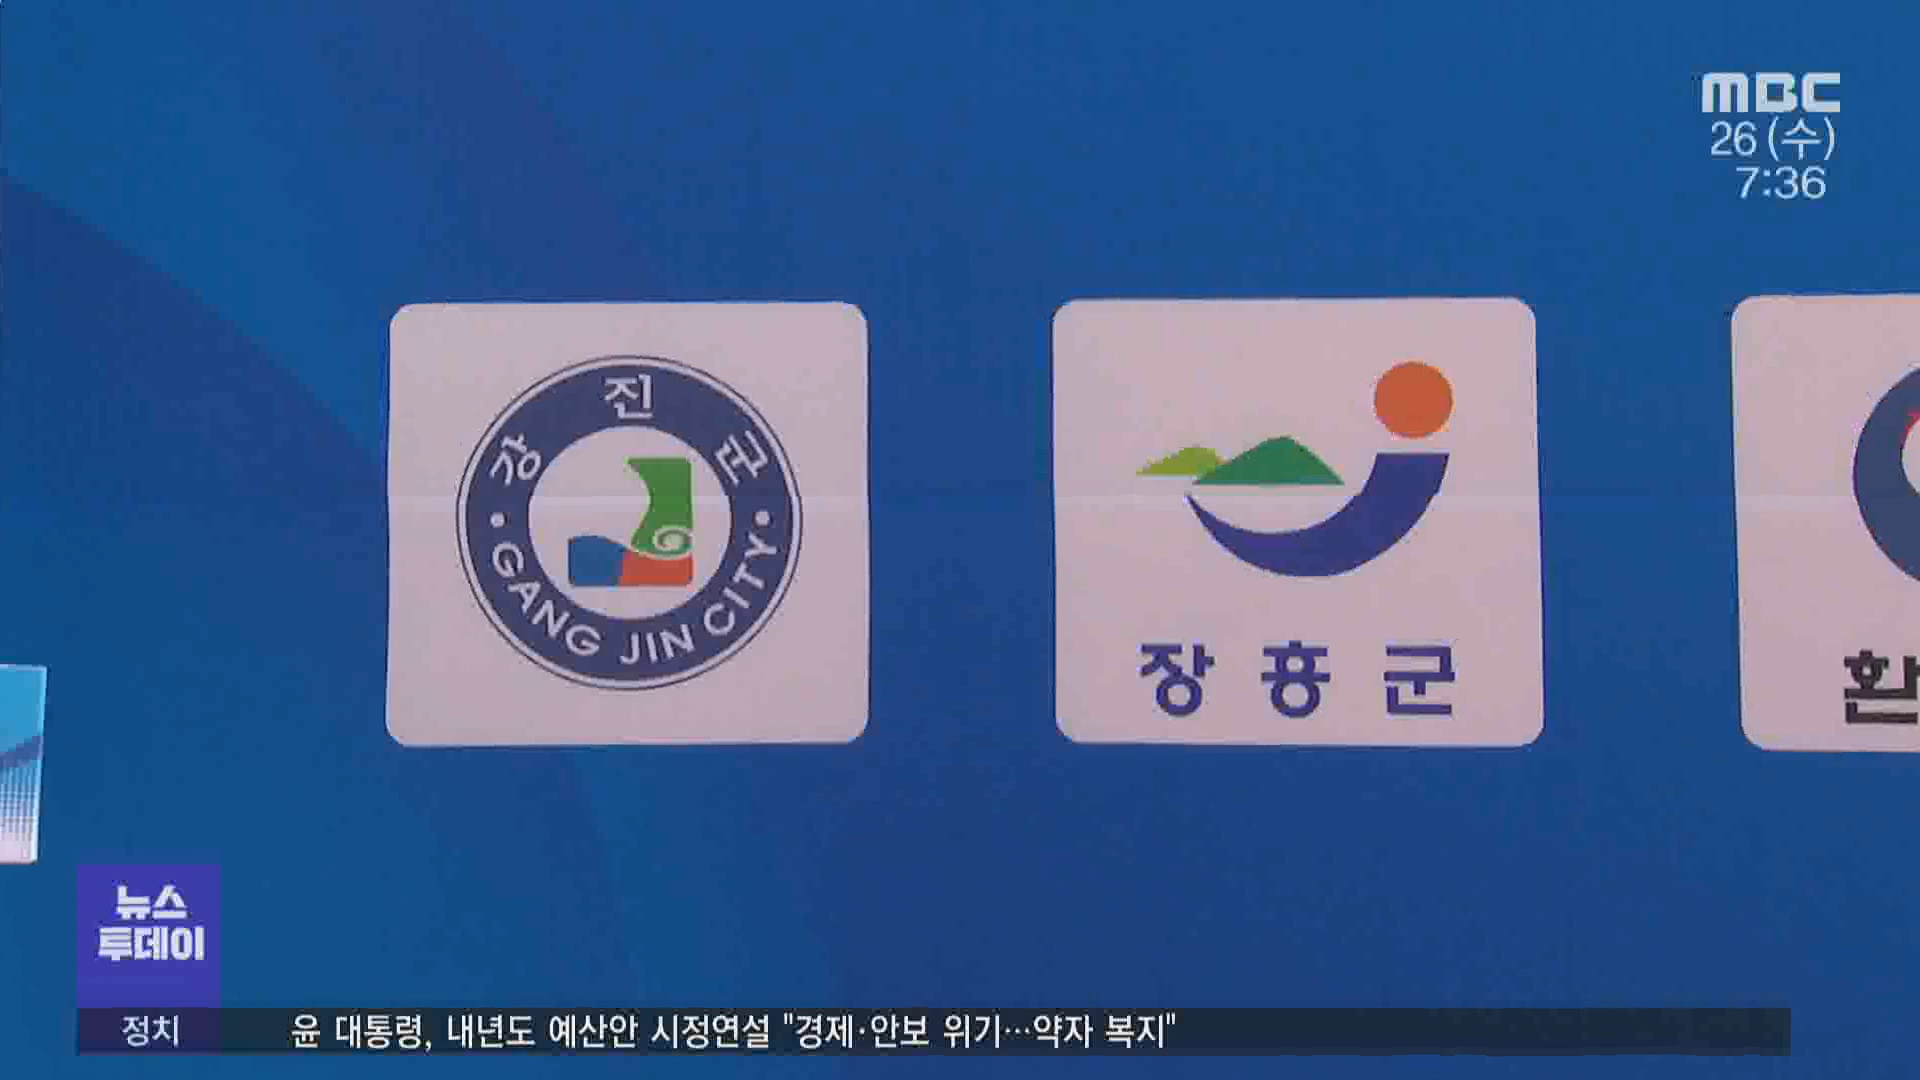 MBC
26 (수)
7:36
강진군
GANG JIN CITY
장흥군
환
뉴스
투데이
정치
윤 대통령, 내년도 예산안 시정연설 "경제·안보 위기…약자 복지"